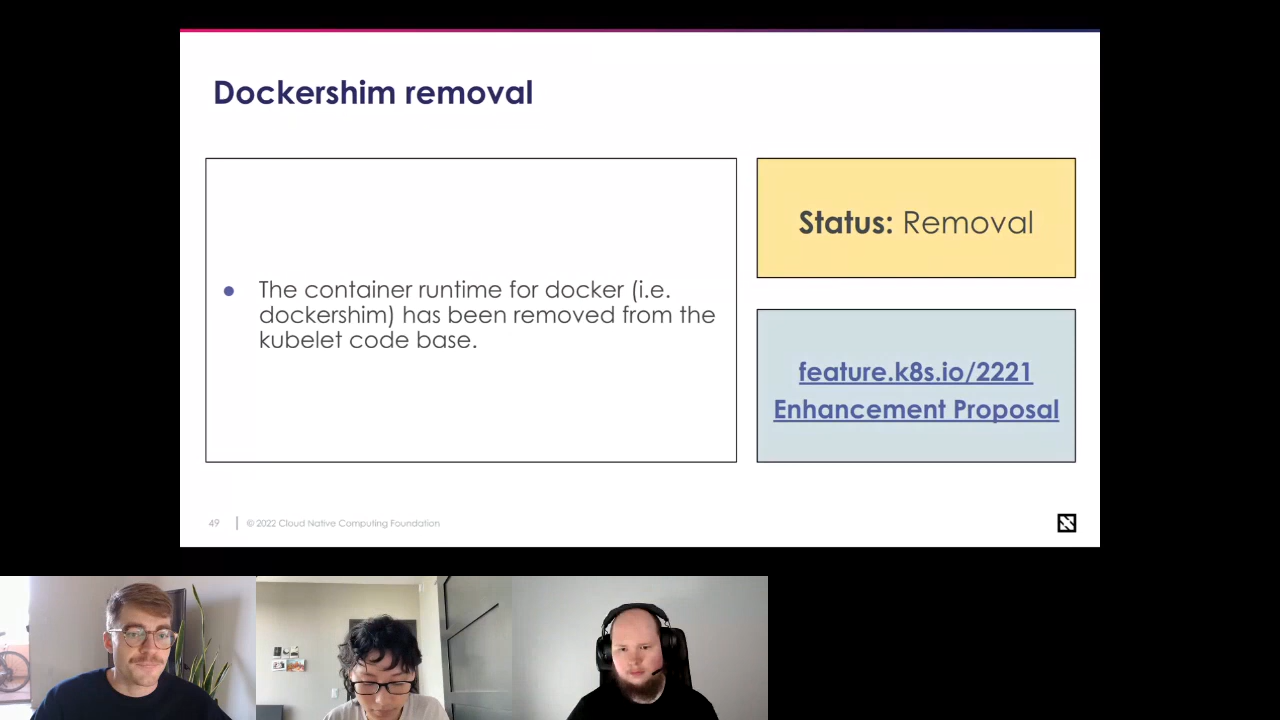 Dockershim removal
● The container runtime for docker (i.e.
dockershim) has been removed from the
kubelet code base.
Status: Removal
feature.k8s.io/2221
Enhancement Proposal
49 | © 2022 Cloud Native Computing Foundation